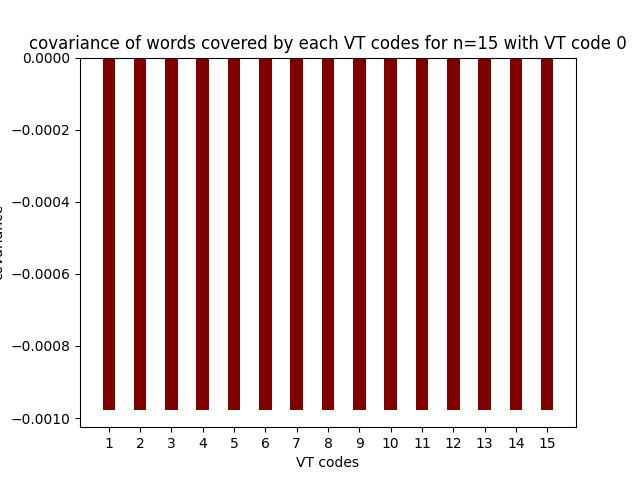 covariance of words covered by each VT codes for n=15 with VT code 0
0.0000
−0.0002
−0.0004
−0.0006
−0.0008
−0.0010
1 2 3 4 5 6 7 8 9 10 11 12 13 14 15
VT codes